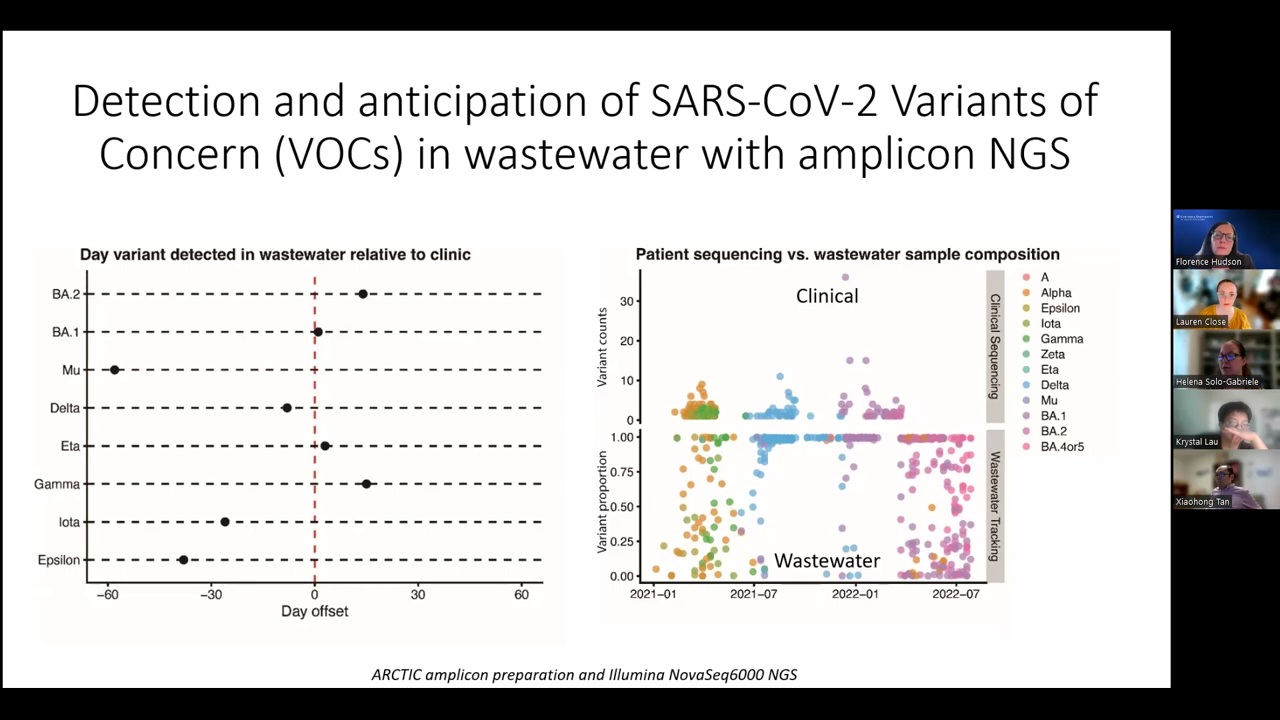 Detection and anticipation of SARS-CoV-2 Variants of
Concern (VOCs) in wastewater with amplicon NGS
Day variant detected in wastewater relative to clinic
BA.2
BA.1
Mu
Delta
Eta
Gamma
Iota
Epsilon
−60
−30
0
30
60
Day offset
Patient sequencing vs. wastewater sample composition
Clinical
Variant counts
30
20
10
0
Clinical Sequencing
Variant proportion
1.00
0.75
0.50
0.25
0.00
Wastewater
Wastewater Tracking
2021−01
2021−07
2022−01
2022−07
A
Alpha
Epsilon
Iota
Gamma
Zeta
Eta
Delta
Mu
BA.1
BA.2
BA.4or5
ARCTIC amplicon preparation and Illumina NovaSeq6000 NGS
Florence Hudson
Lauren Close
Helena Solo-Gabriele
Krystal Lau
Xiaohong Tan